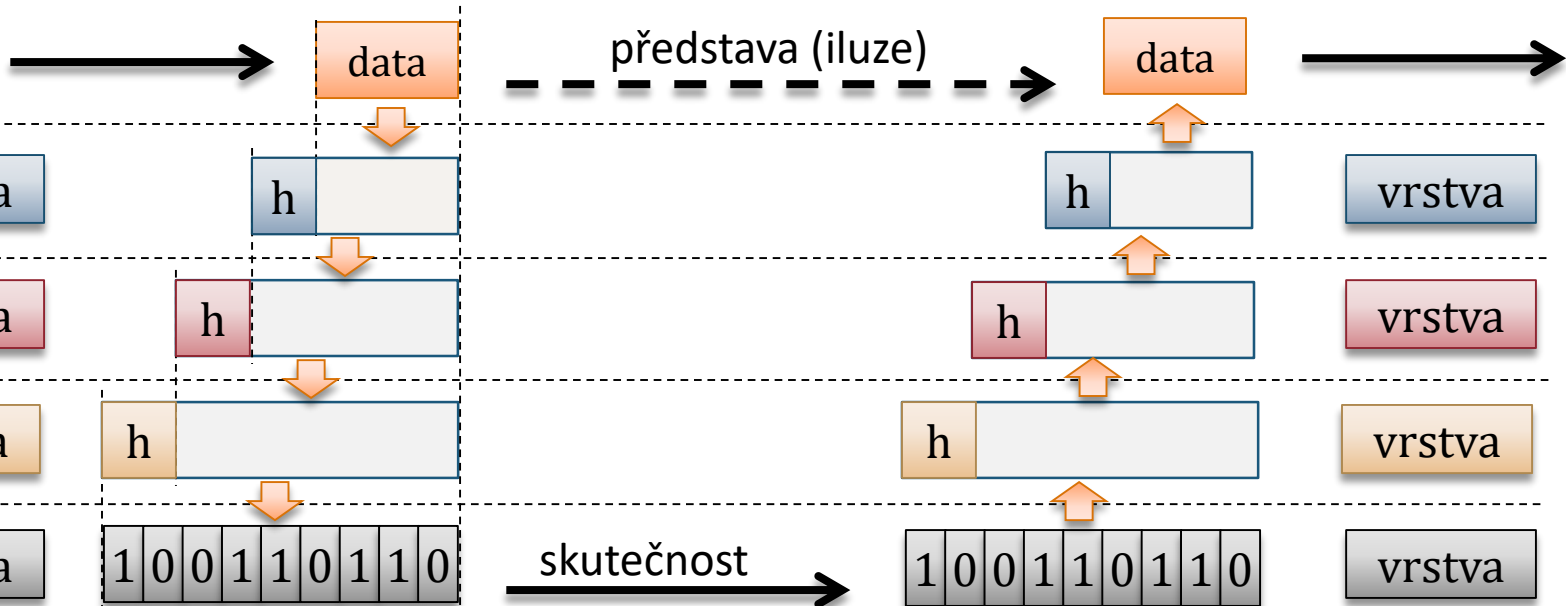 data představa (iluze) data
a h h vrstva
a h h vrstva
a h h vrstva
a 1 0 0 1 1 0 1 1 0 skutečnost 1 0 0 1 1 0 1 1 0 vrstva